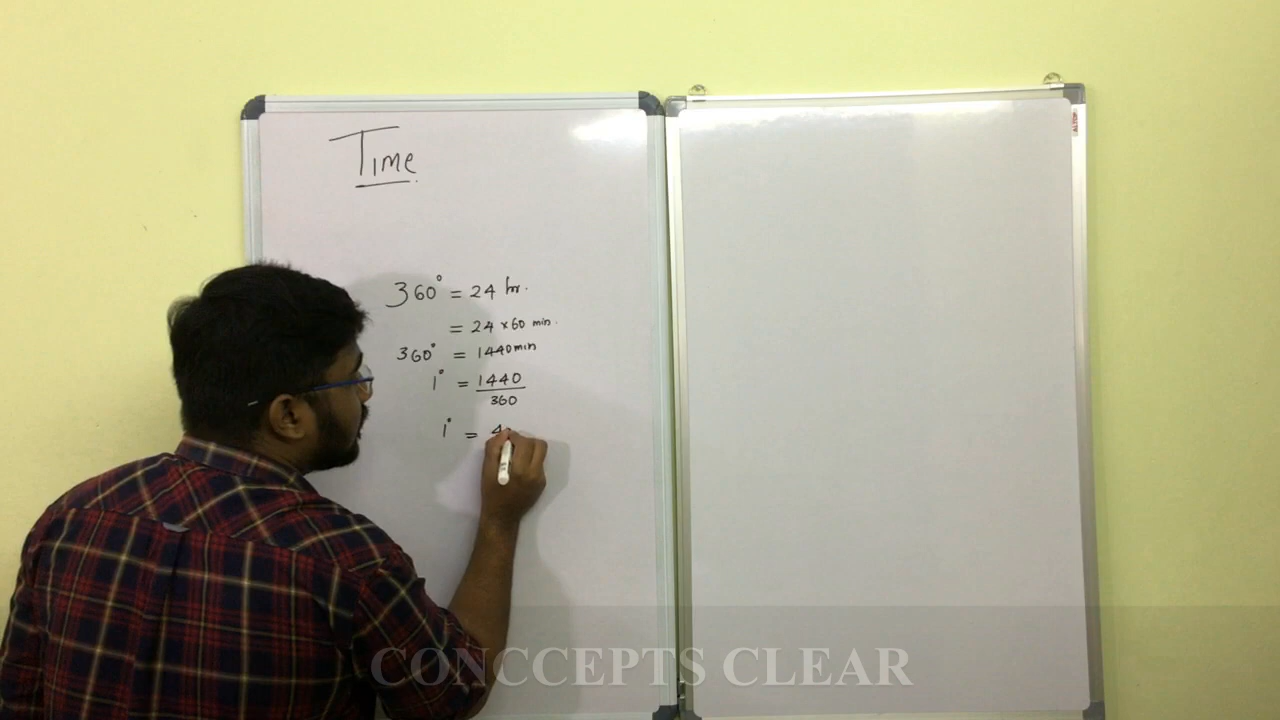 Time
360° = 24 hr.
= 24 × 60 min.
360° = 1440 min
1° = 1440
360
1° = 4
CONCCEPTS CLEAR